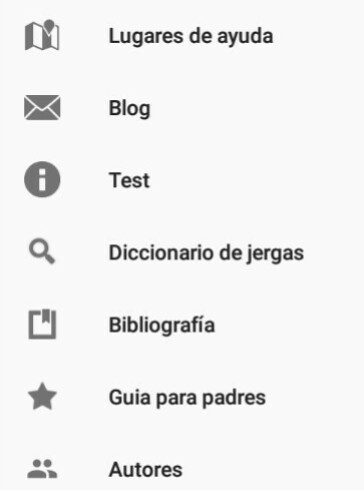 Lugares de ayuda
Blog
Test
Diccionario de jergas
Bibliografía
Guia para padres
Autores